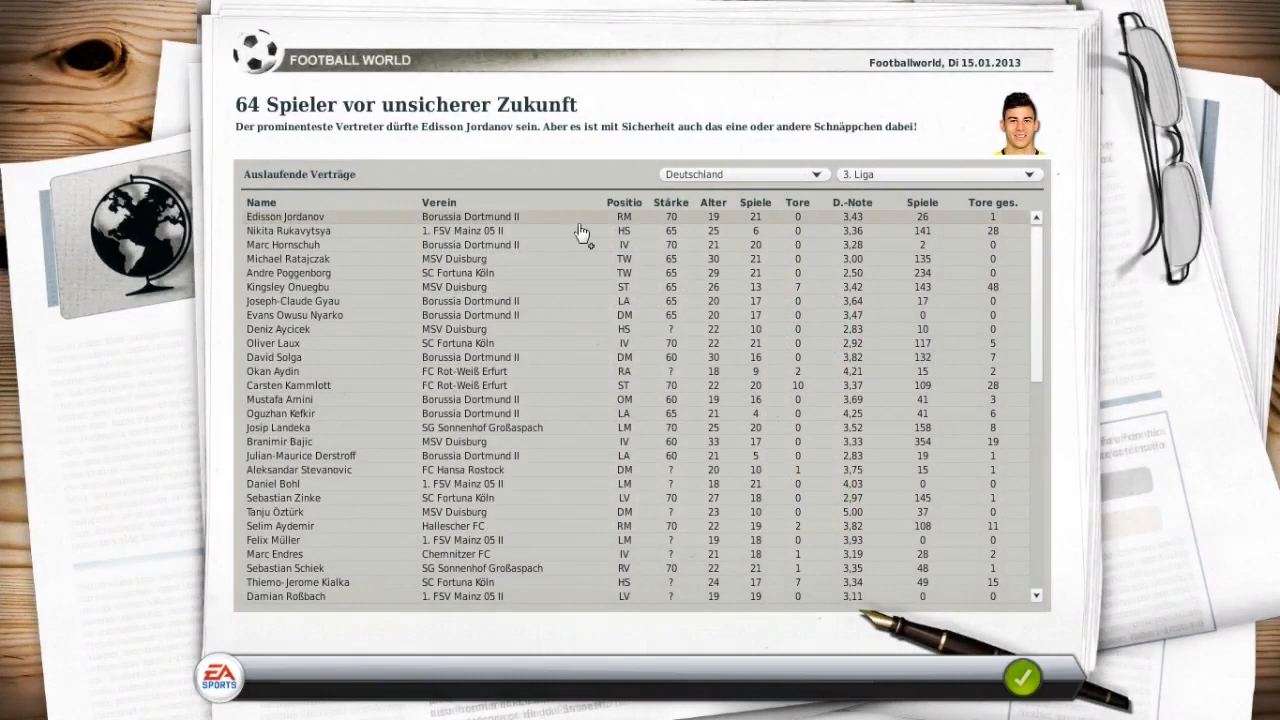 FOOTBALL WORLD
Footballworld, Di 15.01.2013
64 Spieler vor unsicherer Zukunft
Der prominenteste Vertreter dürfte Edisson Jordanov sein. Aber es ist mit Sicherheit auch das eine oder andere Schnäppchen dabei!
Auslaufende Verträge Deutschland 3. Liga
Name Verein Positio Stärke Alter Spiele Tore D.-Note Spiele Tore ges.
Edisson Jordanov Borussia Dortmund II RM 70 19 21 0 3,43 26 1
Nikita Rukavytsya 1. FSV Mainz 05 II HS 65 25 6 0 3,36 141 28
Marc Hornschuh Borussia Dortmund II IV 70 21 20 0 3,28 2 0
Michael Ratajczak MSV Duisburg TW 65 30 21 0 3,00 135 0
Andre Poggenborg SC Fortuna Köln TW 65 29 21 0 2,50 234 0
Kingsley Onuegbu MSV Duisburg ST 65 26 13 7 3,42 143 48
Joseph-Claude Gyau Borussia Dortmund II LA 65 20 17 0 3,64 17 0
Evans Owusu Nyarko Borussia Dortmund II DM 65 20 17 0 3,47 0 0
Deniz Aycicek MSV Duisburg HS ? 22 10 0 2,83 10 0
Oliver Laux SC Fortuna Köln IV 70 22 21 0 2,92 117 5
David Solga Borussia Dortmund II DM 60 30 16 0 3,82 132 7
Okan Aydin FC Rot-Weiß Erfurt RA ? 18 9 2 4,21 15 2
Carsten Kammlott FC Rot-Weiß Erfurt ST 70 22 20 10 3,37 109 28
Mustafa Amini Borussia Dortmund II OM 60 19 16 0 3,69 41 3
Oguzhan Kefkir Borussia Dortmund II LA 65 21 4 0 4,25 41 6
Josip Landeka SG Sonnenhof Großaspach LM 70 25 20 0 3,52 158 8
Branimir Bajic MSV Duisburg IV 60 33 17 0 3,33 354 19
Julian-Maurice Derstroff Borussia Dortmund II LA 60 21 5 0 2,83 19 1
Aleksandar Stevanovic FC Hansa Rostock DM ? 20 10 1 3,75 15 1
Daniel Bohl 1. FSV Mainz 05 II LM ? 18 21 0 4,03 0 0
Sebastian Zinke SC Fortuna Köln LV 70 27 18 0 2,97 145 1
Tanju Öztürk MSV Duisburg DM ? 23 10 0 5,00 37 0
Selim Aydemir Hallescher FC RM 70 22 19 2 3,82 108 11
Felix Müller 1. FSV Mainz 05 II LM ? 19 18 0 3,93 0 0
Marc Endres Chemnitzer FC IV ? 21 18 1 3,19 28 2
Sebastian Schiek SG Sonnenhof Großaspach RV 70 22 21 1 3,35 48 1
Thiemo-Jerome Kialka SC Fortuna Köln HS ? 24 17 7 3,34 49 15
Damian Roßbach 1. FSV Mainz 05 II LV ? 19 19 0 3,11 0 0
EA
SPORTS